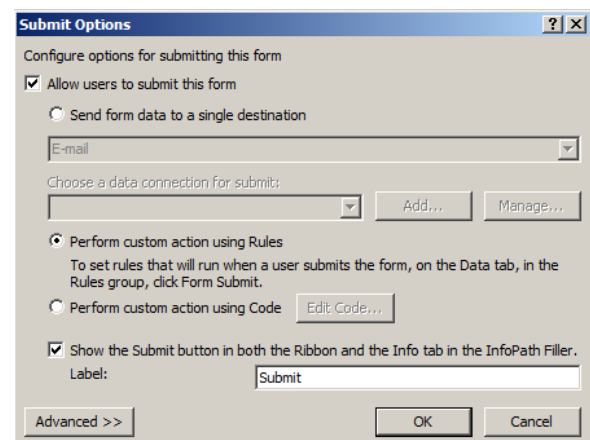 Submit Options
Configure options for submitting this form
Allow users to submit this form
Send form data to a single destination
E-mail
Choose a data connection for submit:
Add...
Manage...
Perform custom action using Rules
To set rules that will run when a user submits the form, on the Data tab, in the
Rules group, click Form Submit.
Perform custom action using Code
Edit Code...
Show the Submit button in both the Ribbon and the Info tab in the InfoPath Filler.
Label:
Submit
Advanced >>
OK
Cancel